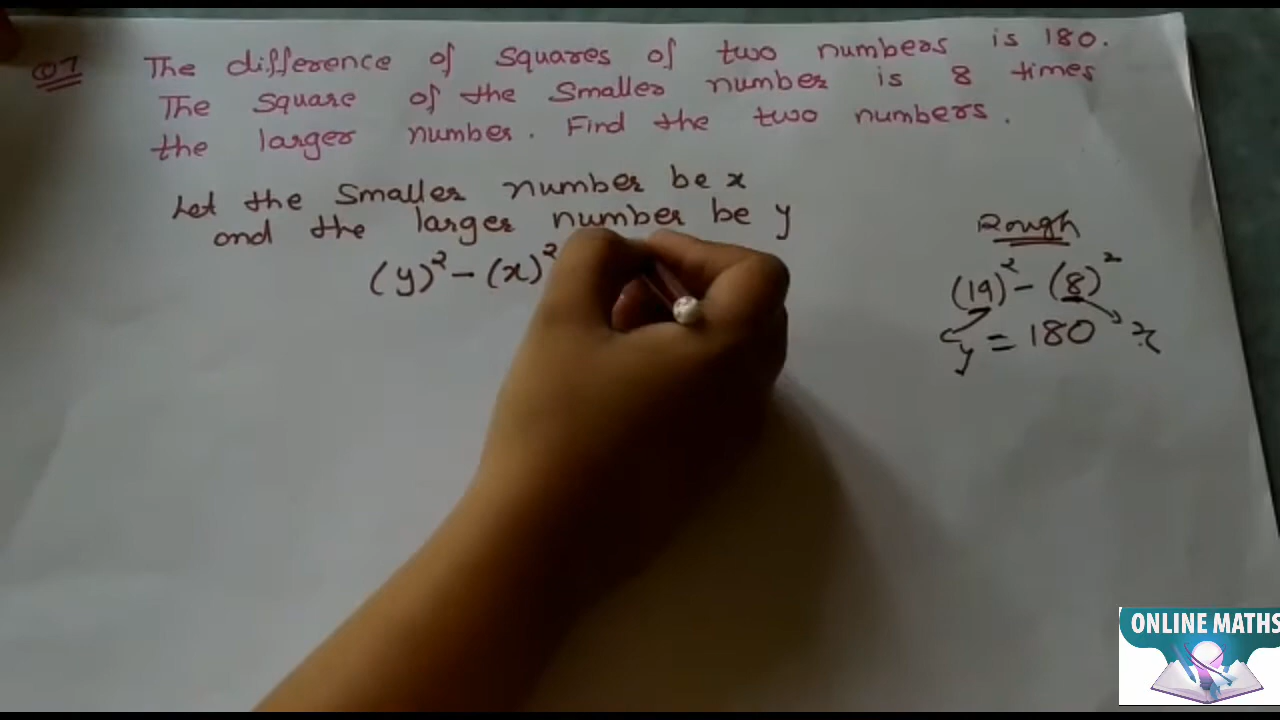 Q7 The difference of squares of two numbers is 180.
The square of the smaller number is 8 times
the larger number. Find the two numbers.
Let the smaller number be x
and the larger number be y
(y)² - (x)²
Rough
(19)² - (8)²
y = 180 x
ONLINE MATHS